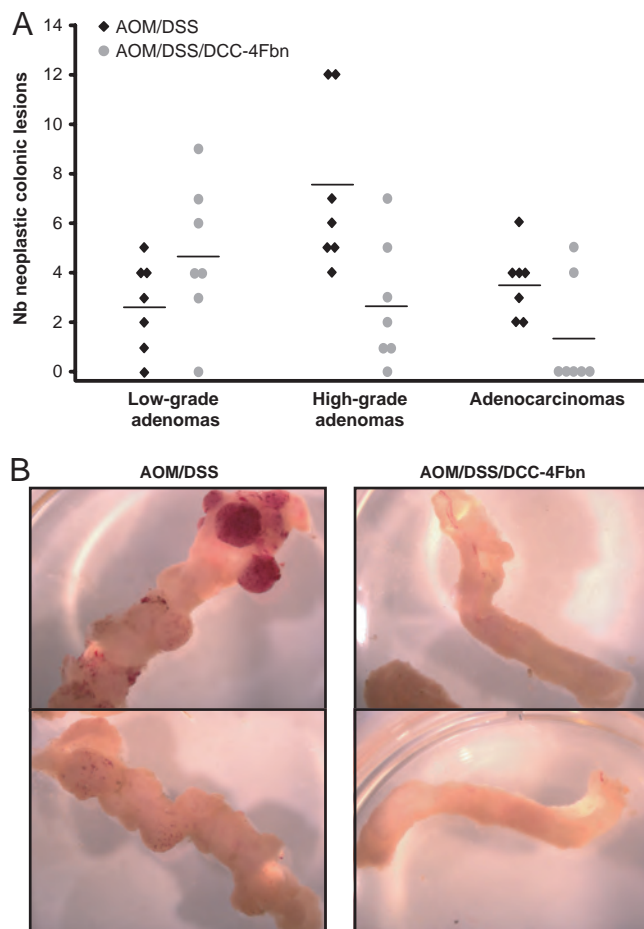 A
AOM/DSS
AOM/DSS/DCC-4Fbn
Nb neoplastic colonic lesions
14
12
10
8
6
4
2
0
Low-grade
adenomas
High-grade
adenomas
Adenocarcinomas
B
AOM/DSS
AOM/DSS/DCC-4Fbn